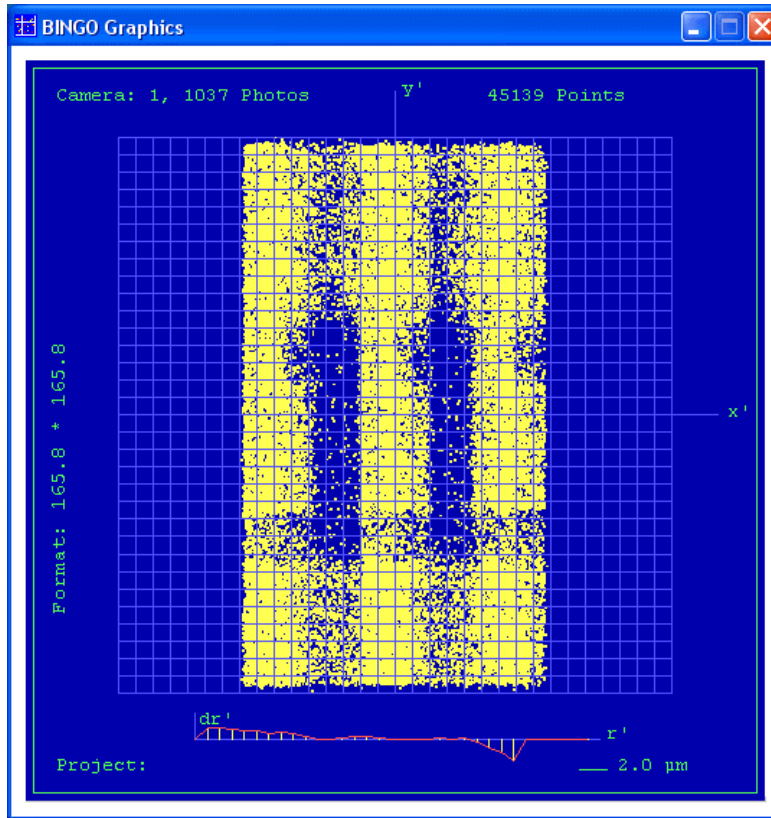 BINGO Graphics
Camera: 1, 1037 Photos
y'
45139 Points
Format: 165.8 * 165.8
x'
dr'
r'
Project:
2.0 µm